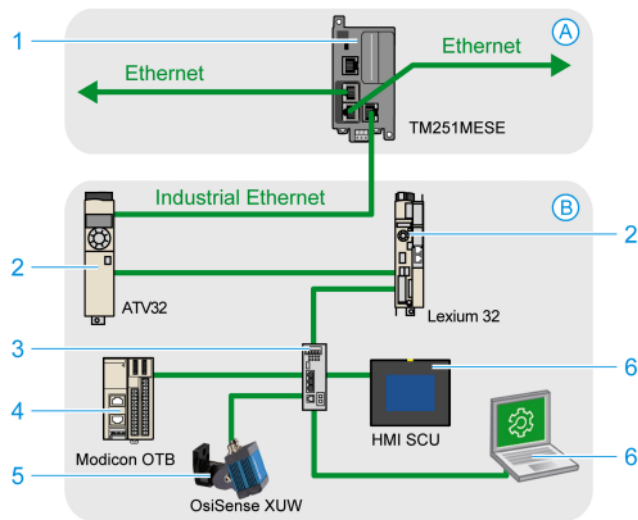 1
Ethernet
Ethernet
A
TM251MESE
Industrial Ethernet
B
2
2
ATV32
Lexium 32
3
6
4
HMI SCU
6
Modicon OTB
5
OsiSense XUW